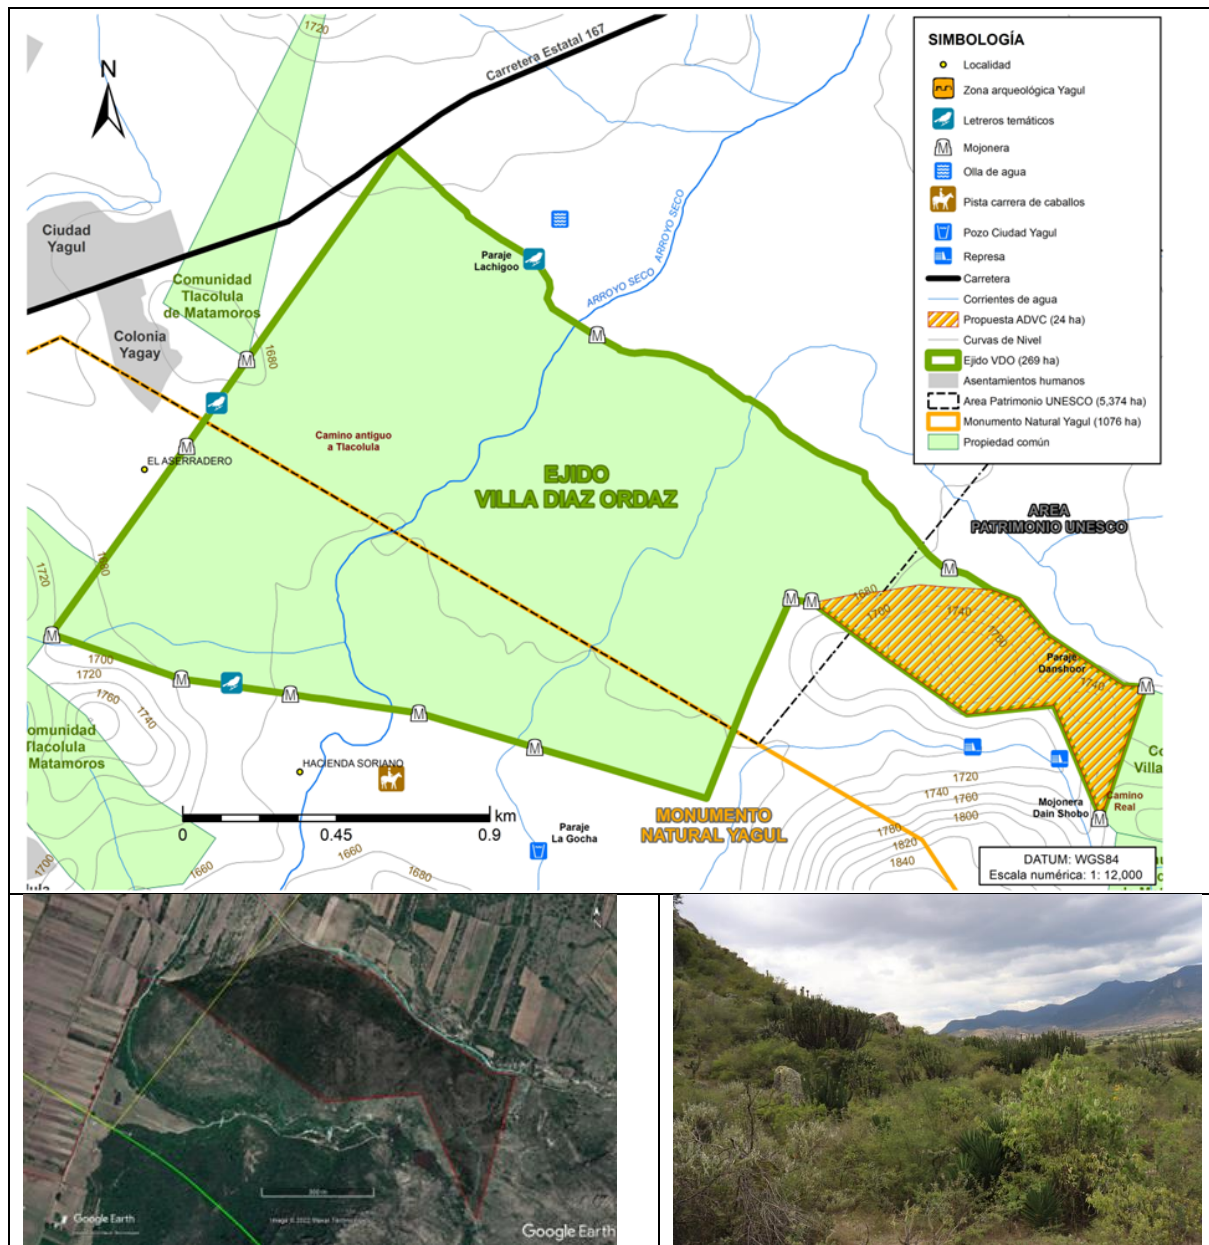 1720
Carretera Estatal 167
N
SIMBOLOGÍA
Localidad
Zona arqueológica Yagul
Letreros temáticos
M
Mojonera
Olla de agua
Pista carrera de caballos
Pozo Ciudad Yagul
Represa
Carretera
Corrientes de agua
Propuesta ADVC (24 ha)
Curvas de Nivel
Ejido VDO (269 ha)
Asentamientos humanos
Area Patrimonio UNESCO (5,374 ha)
Monumento Natural Yagul (1076 ha)
Propiedad común
Ciudad
Yagul
Comunidad
Tlacolula
de Matamoros
Colonia
Yagay
1680
M
Paraje
Lachigoo
ARROYO SECO
ARROYO SECO
M
M
EL ASERRADERO
Camino antiguo
a Tlacolula
EJIDO
VILLA DIAZ ORDAZ
AREA
PATRIMONIO UNESCO
1720
1680
M
M
M
M
1680
1700
1740
1780
Paraje
Danshoor
1740
M
M
1700
1720
1760
1740
M
M
M
M
omunidad
Tlacolula
Matamoros
HACIENDA SORIANO
0
0.45
0.9
km
MONUMENTO
NATURAL YAGUL
Paraje
La Gocha
1660
1660
1680
1700
lula
1720
1740
1760
1800
1780
1820
1840
Mojonera
Dain Shobo
M
Camino
Real
Co
Villa
DATUM: WGS84
Escala numérica: 1: 12,000
Google Earth
300 m
Google Earth